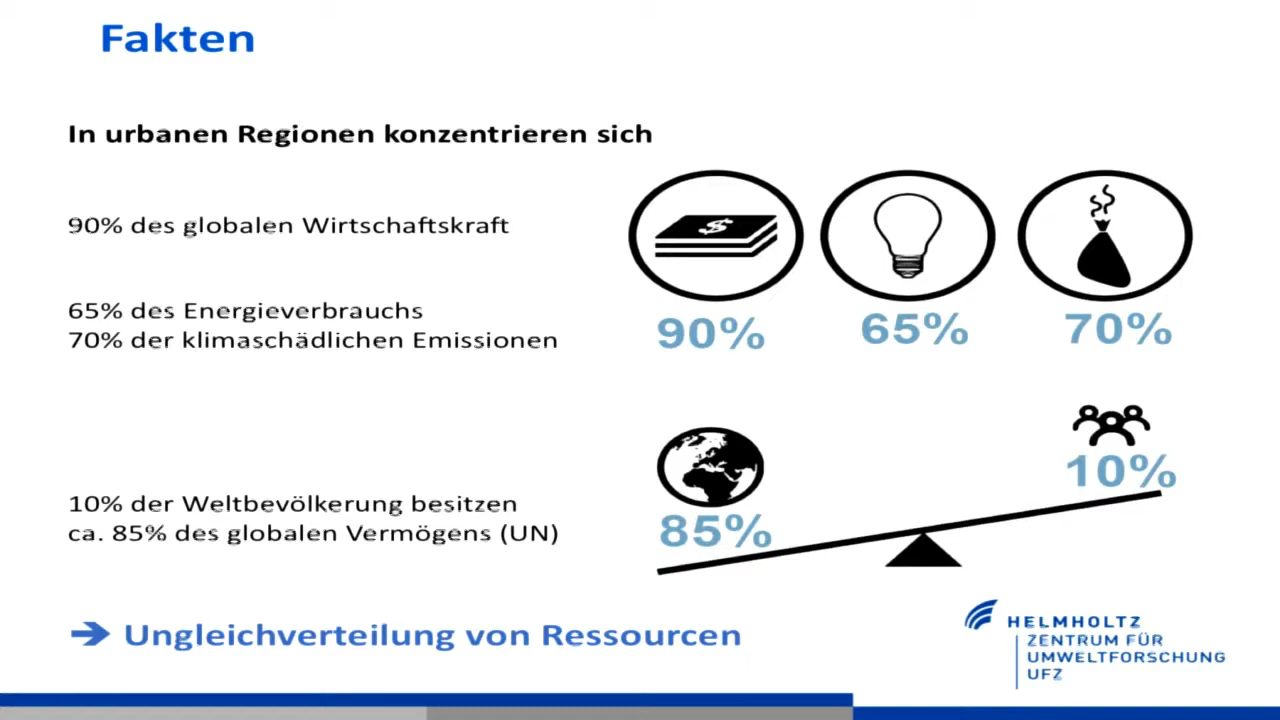 Fakten
In urbanen Regionen konzentrieren sich
90% des globalen Wirtschaftskraft
65% des Energieverbrauchs
70% der klimaschädlichen Emissionen
$
90%
65%
70%
10% der Weltbevölkerung besitzen
ca. 85% des globalen Vermögens (UN)
85%
10%
➔ Ungleichverteilung von Ressourcen
HELMHOLTZ
ZENTRUM FÜR
UMWELTFORSCHUNG
UFZ